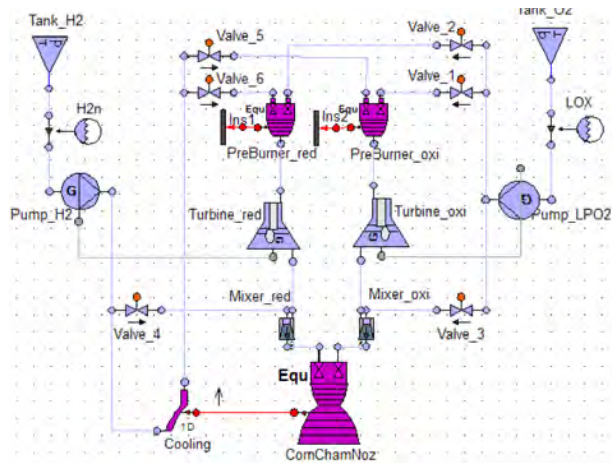 Tank_H2
Tank_O2
Valve_5
Valve_2
Valve_6
Valve_1
H2n
LOX
Equ
Equ
Ins1
Ins2
PreBurner_red
PreBurner_oxi
G
G
Pump_H2
Turbine_red
Turbine_oxi
Pump_LPO2
G
G
Mixer_red
Mixer_oxi
Valve_4
Valve_3
Equ
1D
Cooling
ComChamNoz